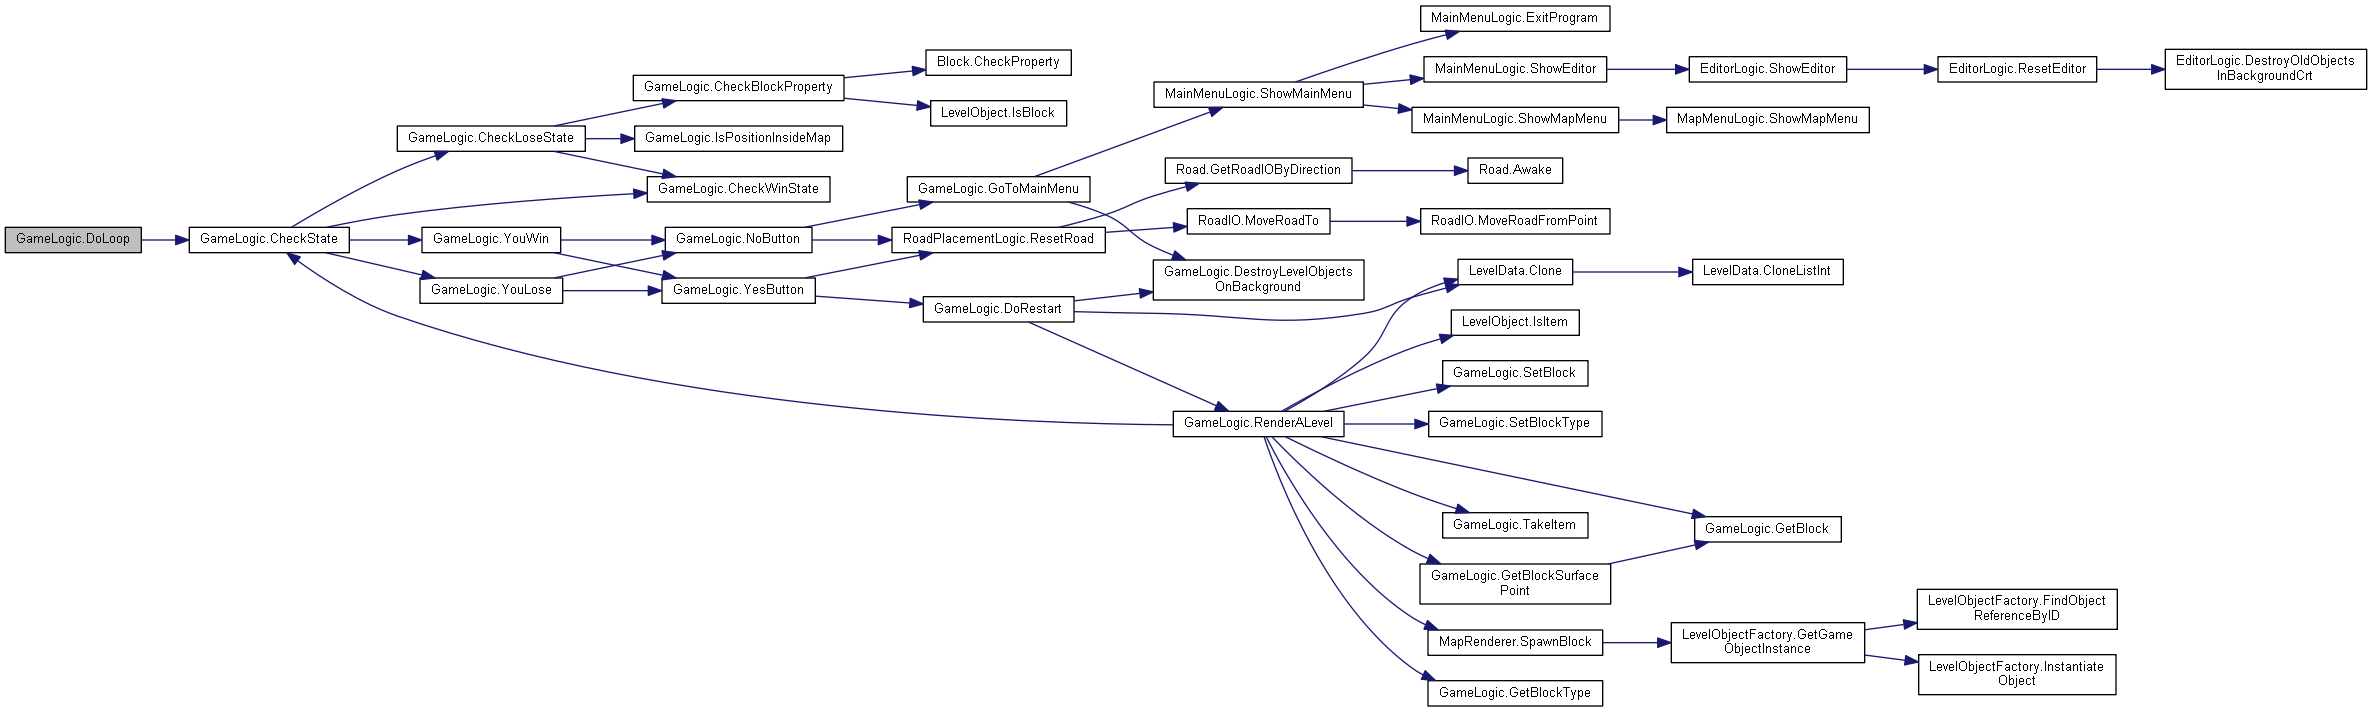 MainMenuLogic.ExitProgram
Block.CheckProperty
MainMenuLogic.ShowEditor
EditorLogic.ShowEditor
EditorLogic.ResetEditor
EditorLogic.DestroyOldObjects
InBackgroundCrt
GameLogic.CheckBlockProperty
MainMenuLogic.ShowMainMenu
LevelObject.IsBlock
MainMenuLogic.ShowMapMenu
MapMenuLogic.ShowMapMenu
GameLogic.CheckLoseState
GameLogic.IsPositionInsideMap
Road.GetRoadIOByDirection
Road.Awake
GameLogic.CheckWinState
GameLogic.GoToMainMenu
RoadIO.MoveRoadTo
RoadIO.MoveRoadFromPoint
GameLogic.DoLoop
GameLogic.CheckState
GameLogic.YouWin
GameLogic.NoButton
RoadPlacementLogic.ResetRoad
GameLogic.DestroyLevelObjects
OnBackground
LevelData.Clone
LevelData.CloneListInt
GameLogic.YouLose
GameLogic.YesButton
GameLogic.DoRestart
LevelObject.IsItem
GameLogic.SetBlock
GameLogic.RenderALevel
GameLogic.SetBlockType
GameLogic.TakeItem
GameLogic.GetBlock
GameLogic.GetBlockSurface
Point
LevelObjectFactory.FindObject
ReferenceByID
MapRenderer.SpawnBlock
LevelObjectFactory.GetGame
ObjectInstance
LevelObjectFactory.Instantiate
Object
GameLogic.GetBlockType